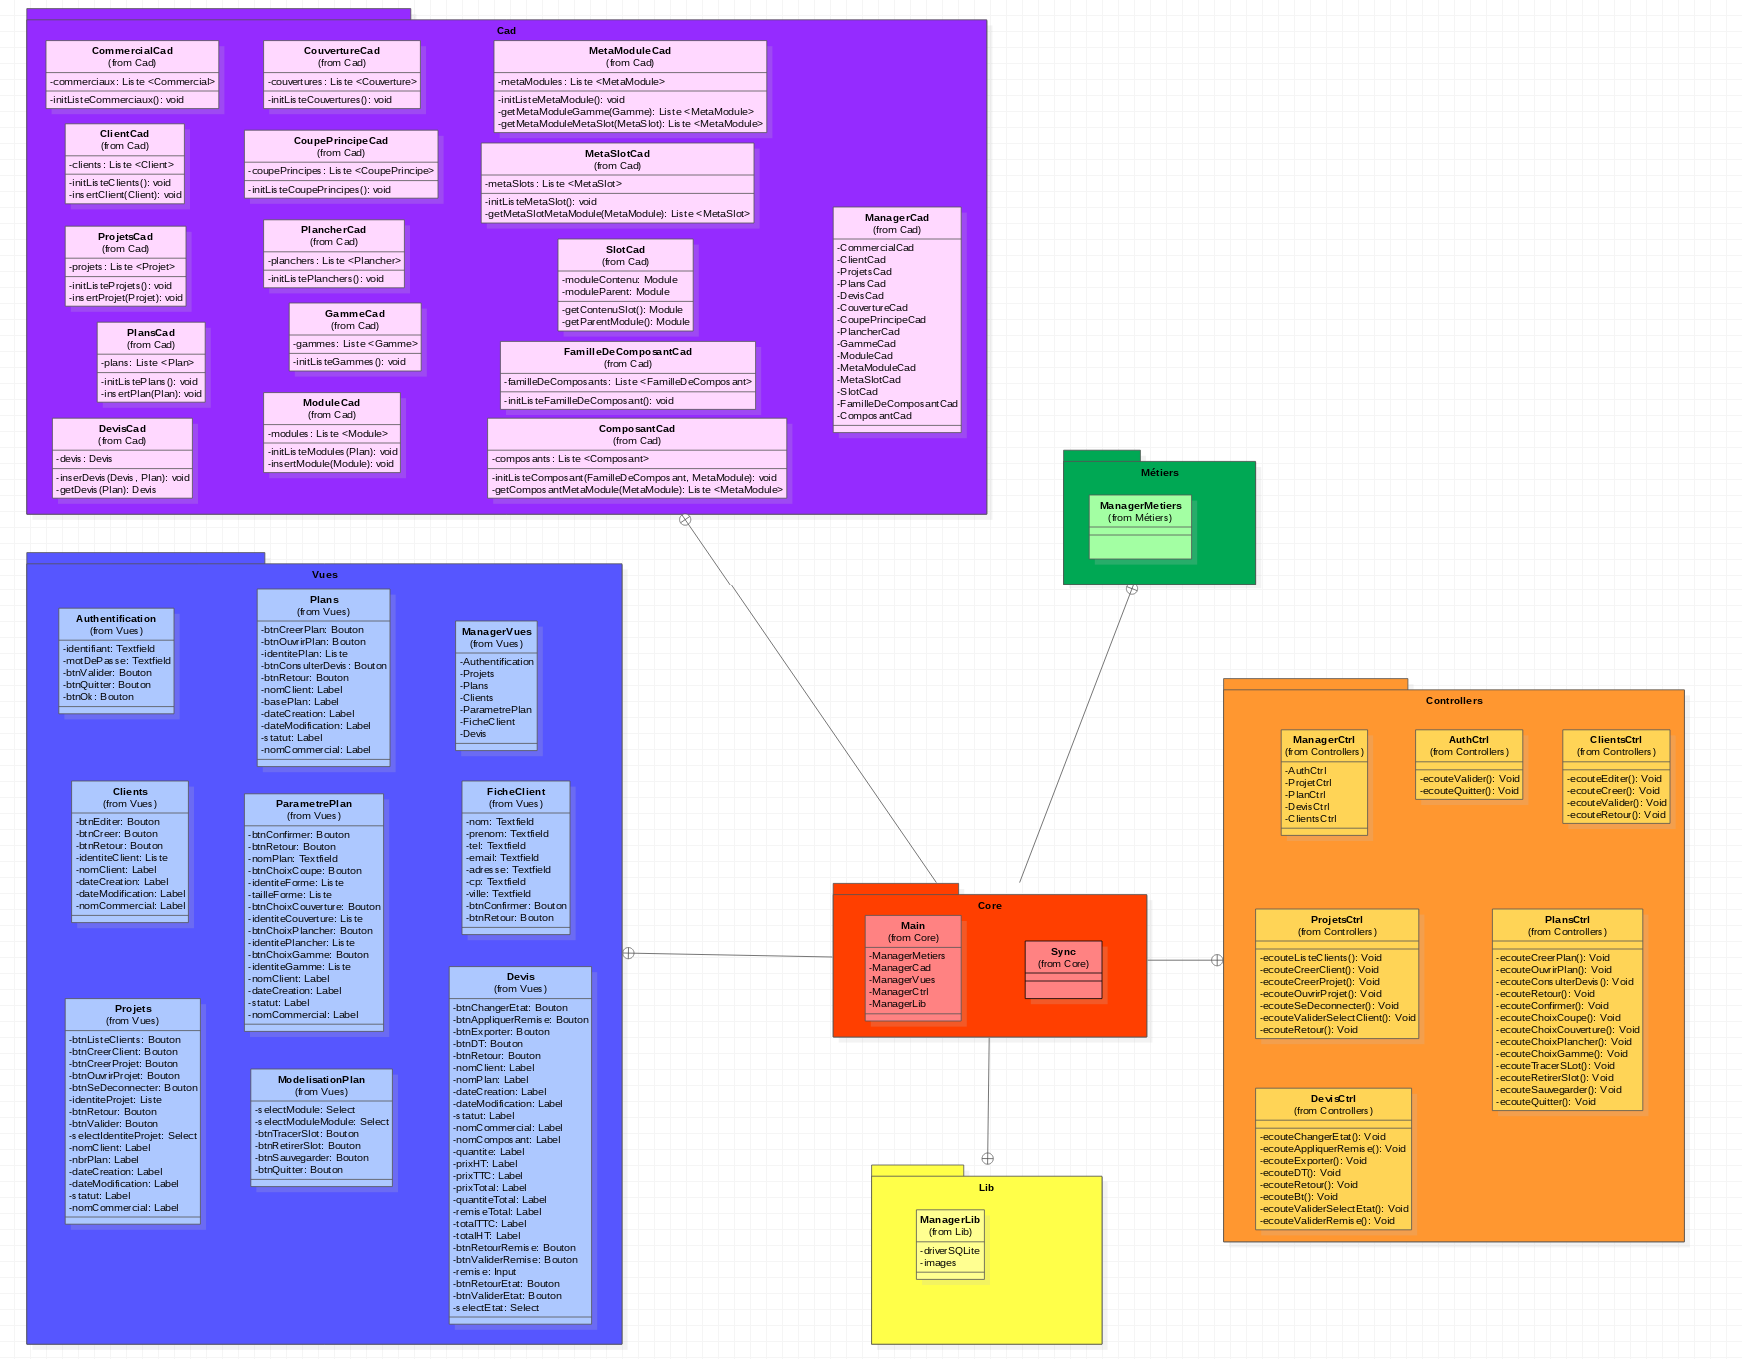 Cad
CommercialCad
(from Cad)
-commerciaux: Liste <Commercial>
-initListeCommerciaux(): void
ClientCad
(from Cad)
-clients: Liste <Client>
-initListeClients(): void
-insertClient(Client): void
ProjetsCad
(from Cad)
-projets: Liste <Projet>
-initListeProjets(): void
-insertProjet(Projet): void
PlansCad
(from Cad)
-plans: Liste <Plan>
-initListePlans(): void
-insertPlan(Plan): void
DevisCad
(from Cad)
-devis: Devis
-inserDevis(Devis, Plan): void
-getDevis(Plan): Devis
CouvertureCad
(from Cad)
-couvertures: Liste <Couverture>
-initListeCouvertures(): void
CoupePrincipeCad
(from Cad)
-coupePrincipes: Liste <CoupePrincipe>
-initListeCoupePrincipes(): void
PlancherCad
(from Cad)
-planchers: Liste <Plancher>
-initListePlanchers(): void
GammeCad
(from Cad)
-gammes: Liste <Gamme>
-initListeGammes(): void
ModuleCad
(from Cad)
-modules: Liste <Module>
-initListeModules(Plan): void
-insertModule(Module): void
MetaModuleCad
(from Cad)
-metaModules: Liste <MetaModule>
-initListeMetaModule(): void
-getMetaModuleGamme(Gamme): Liste <MetaModule>
-getMetaModuleMetaSlot(MetaSlot): Liste <MetaModule>
MetaSlotCad
(from Cad)
-metaSlots: Liste <MetaSlot>
-initListeMetaSlot(): void
-getMetaSlotMetaModule(MetaModule): Liste <MetaSlot>
SlotCad
(from Cad)
-moduleContenu: Module
-moduleParent: Module
-getContenuSlot(): Module
-getParentModule(): Module
FamilleDeComposantCad
(from Cad)
-familleDeComposants: Liste <FamilleDeComposant>
-initListeFamilleDeComposant(): void
ComposantCad
(from Cad)
-composants: Liste <Composant>
-initListeComposant(FamilleDeComposant, MetaModule): void
-getComposantMetaModule(MetaModule): Liste <MetaModule>
ManagerCad
(from Cad)
-CommercialCad
-ClientCad
-ProjetsCad
-PlansCad
-DevisCad
-CouvertureCad
-CoupePrincipeCad
-PlancherCad
-GammeCad
-ModuleCad
-MetaModuleCad
-MetaSlotCad
-SlotCad
-FamilleDeComposantCad
-ComposantCad
Métiers
ManagerMetiers
(from Métiers)
Vues
Authentification
(from Vues)
-identifiant: Textfield
-motDePasse: Textfield
-btnValider: Bouton
-btnQuitter: Bouton
-btnOk: Bouton
Clients
(from Vues)
-btnEditer: Bouton
-btnCreer: Bouton
-btnRetour: Bouton
-identiteClient: Liste
-nomClient: Label
-dateCreation: Label
-dateModification: Label
-nomCommercial: Label
Projets
(from Vues)
-btnListeClients: Bouton
-btnCreerClient: Bouton
-btnCreerProjet: Bouton
-btnOuvrirProjet: Bouton
-btnSeDeconnecter: Bouton
-identiteProjet: Liste
-btnRetour: Bouton
-btnValider: Bouton
-selectIdentiteProjet: Select
-nomClient: Label
-nbrPlan: Label
-dateCreation: Label
-dateModification: Label
-statut: Label
-nomCommercial: Label
Plans
(from Vues)
-btnCreerPlan: Bouton
-btnOuvrirPlan: Bouton
-identitePlan: Liste
-btnConsulterDevis: Bouton
-btnRetour: Bouton
-nomClient: Label
-basePlan: Label
-dateCreation: Label
-dateModification: Label
-statut: Label
-nomCommercial: Label
ParametrePlan
(from Vues)
-btnConfirmer: Bouton
-btnRetour: Bouton
-nomPlan: Textfield
-btnChoixCoupe: Bouton
-identiteForme: Liste
-tailleForme: Liste
-btnChoixCouverture: Bouton
-identiteCouverture: Liste
-btnChoixPlancher: Bouton
-identitePlancher: Liste
-btnChoixGamme: Bouton
-identiteGamme: Liste
-nomClient: Label
-dateCreation: Label
-statut: Label
-nomCommercial: Label
ModelisationPlan
(from Vues)
-selectModule: Select
-selectModuleModule: Select
-btnTracerSlot: Bouton
-btnRetirerSlot: Bouton
-btnSauvegarder: Bouton
-btnQuitter: Bouton
ManagerVues
(from Vues)
-Authentification
-Projets
-Plans
-Clients
-ParametrePlan
-FicheClient
-Devis
FicheClient
(from Vues)
-nom: Textfield
-prenom: Textfield
-tel: Textfield
-email: Textfield
-adresse: Textfield
-cp: Textfield
-ville: Textfield
-btnConfirmer: Bouton
-btnRetour: Bouton
Devis
(from Vues)
-btnChangerEtat: Bouton
-btnAppliquerRemise: Bouton
-btnExporter: Bouton
-btnDT: Bouton
-btnRetour: Bouton
-nomClient: Label
-nomPlan: Label
-dateCreation: Label
-dateModification: Label
-statut: Label
-nomCommercial: Label
-nomComposant: Label
-quantite: Label
-prixHT: Label
-prixTTC: Label
-prixTotal: Label
-quantiteTotal: Label
-remiseTotal: Label
-totalTTC: Label
-totalHT: Label
-btnRetourRemise: Bouton
-btnValiderRemise: Bouton
-remise: Input
-btnRetourEtat: Bouton
-btnValiderEtat: Bouton
-selectEtat: Select
Core
Main
(from Core)
-ManagerMetiers
-ManagerCad
-ManagerVues
-ManagerCtrl
-ManagerLib
Sync
(from Core)
Lib
ManagerLib
(from Lib)
-driverSQLite
-images
Controllers
ManagerCtrl
(from Controllers)
-AuthCtrl
-ProjetCtrl
-PlanCtrl
-DevisCtrl
-ClientsCtrl
AuthCtrl
(from Controllers)
-ecouteValider(): Void
-ecouteQuitter(): Void
ClientsCtrl
(from Controllers)
-ecouteEditer(): Void
-ecouteCreer(): Void
-ecouteValider(): Void
-ecouteRetour(): Void
ProjetsCtrl
(from Controllers)
-ecouteListeClients(): Void
-ecouteCreerClient(): Void
-ecouteCreerProjet(): Void
-ecouteOuvrirProjet(): Void
-ecouteSeDeconnecter(): Void
-ecouteValiderSelectClient(): Void
-ecouteRetour(): Void
PlansCtrl
(from Controllers)
-ecouteCreerPlan(): Void
-ecouteOuvrirPlan(): Void
-ecouteConsulterDevis(): Void
-ecouteRetour(): Void
-ecouteConfirmer(): Void
-ecouteChoixCoupe(): Void
-ecouteChoixCouverture(): Void
-ecouteChoixPlancher(): Void
-ecouteChoixGamme(): Void
-ecouteTracerSLot(): Void
-ecouteRetirerSlot(): Void
-ecouteSauvegarder(): Void
-ecouteQuitter(): Void
DevisCtrl
(from Controllers)
-ecouteChangerEtat(): Void
-ecouteAppliquerRemise(): Void
-ecouteExporter(): Void
-ecouteDT(): Void
-ecouteRetour(): Void
-ecouteBt(): Void
-ecouteValiderSelectEtat(): Void
-ecouteValiderRemise(): Void